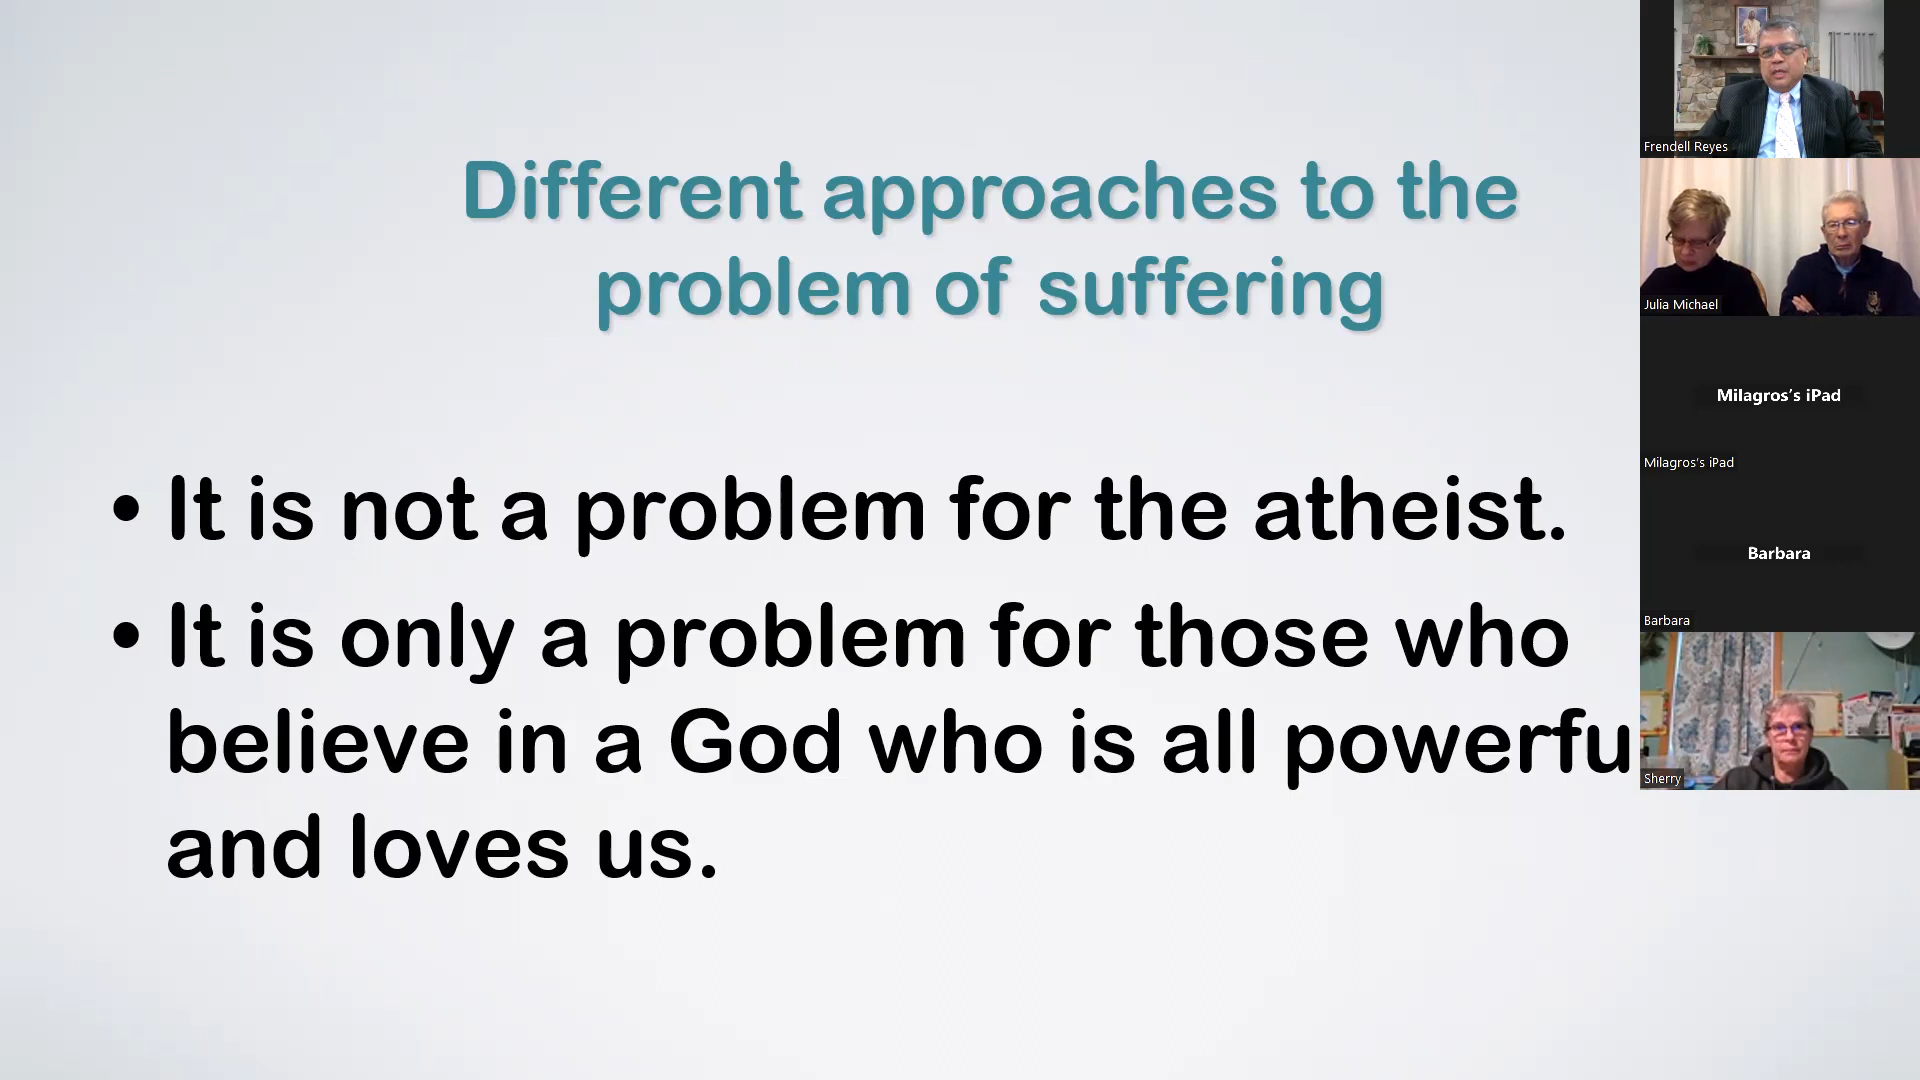 Different approaches to the
problem of suffering
• It is not a problem for the atheist.
• It is only a problem for those who
believe in a God who is all powerfu
and loves us.
Frendell Reyes
Julia Michael
Milagros's iPad
Milagros's iPad
Barbara
Barbara
Sherry